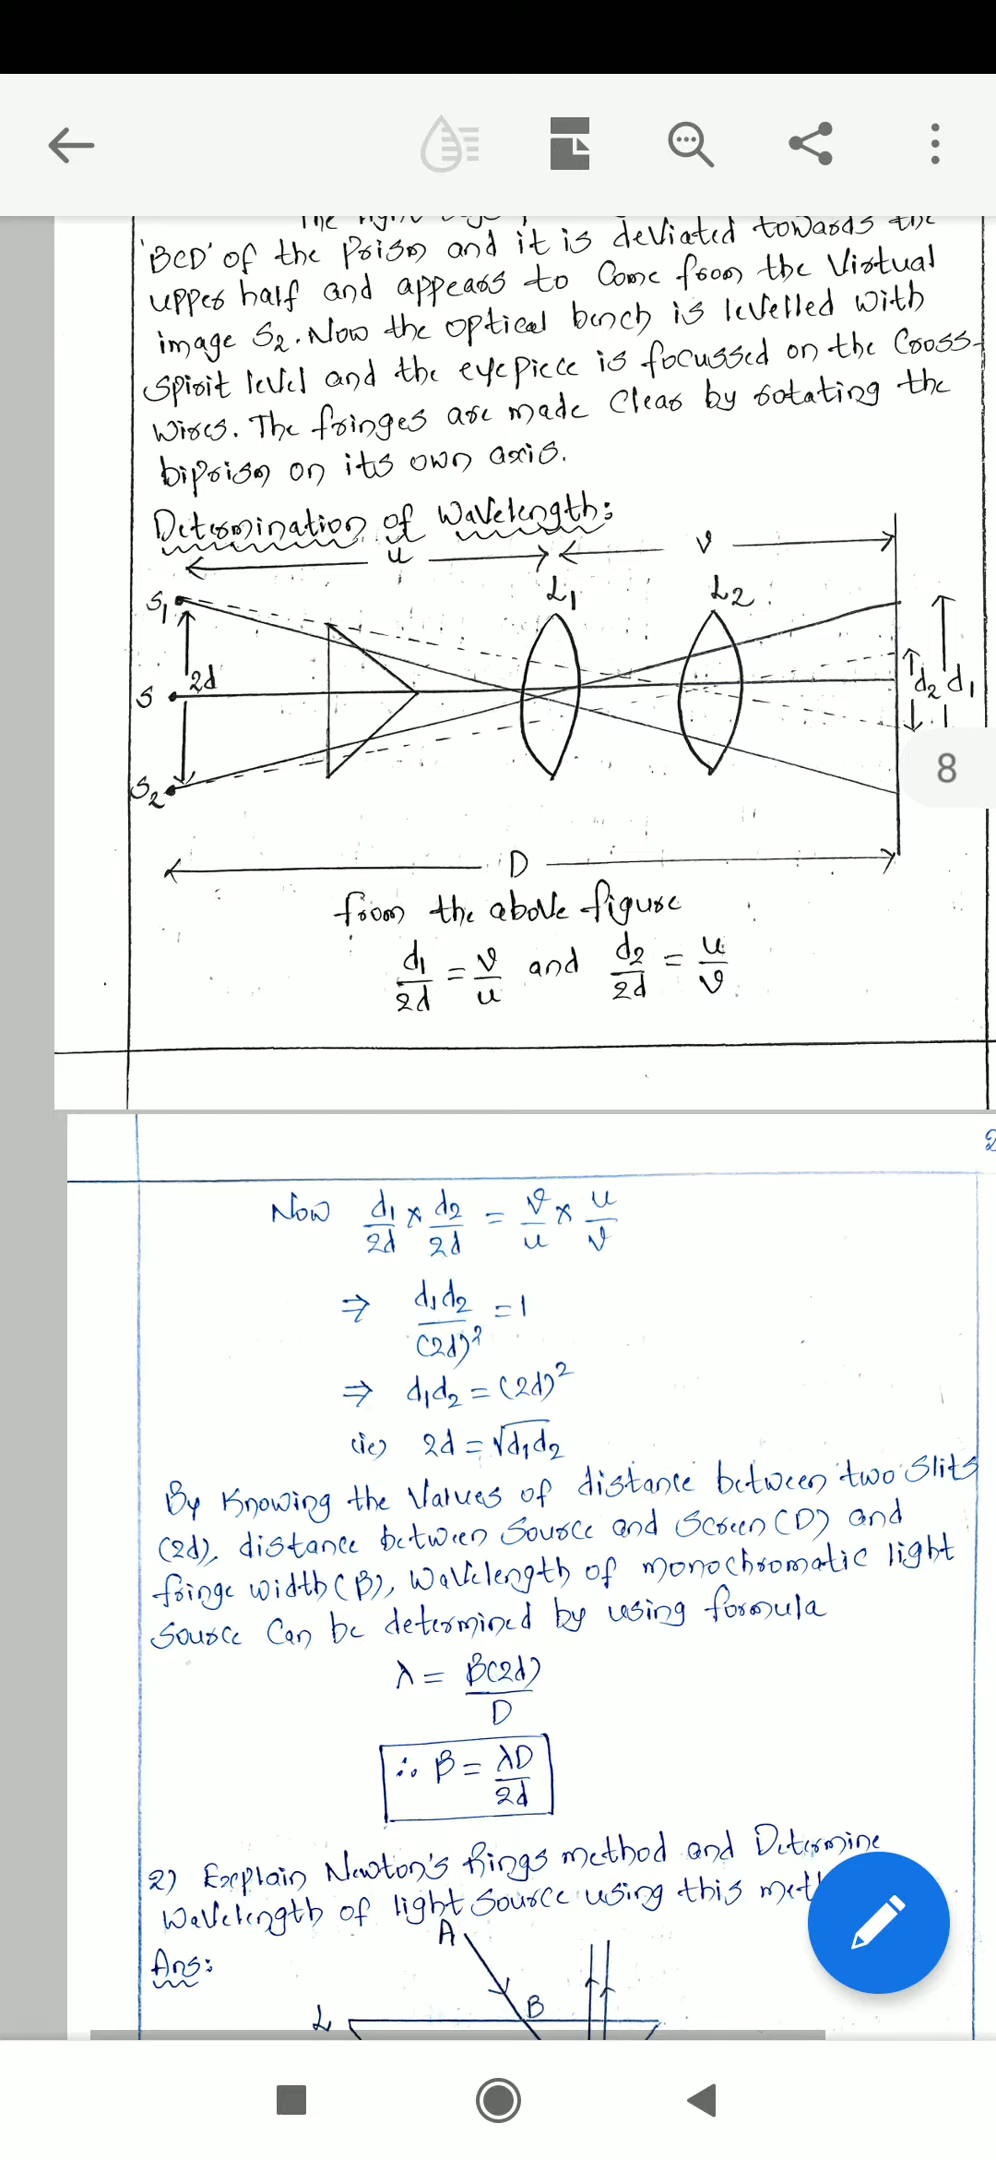 'BCD' of the Prism and it is deviated towards the
upper half and appears to Come from the Virtual
image S2. Now the optical bench is levelled with
Spirit level and the eyepiece is focussed on the Cross-
wires. The fringes are made Clear by rotating the
biprism on its own axis.
Determination of Wavelength:
u v
S1 L1 L2
2d
S d2 d1
S2
8
D
from the above figure
d1/2d = v/u and d2/2d = u/v
Now d1/2d × d2/2d = v/u × u/v
⇒ d1d2/(2d)² = 1
⇒ d1d2 = (2d)²
(ie) 2d = √d1d2
By Knowing the Values of distance between two Slits
(2d), distance between Source and Screen (D) and
fringe width (β), Wavelength of monochromatic light
Source Can be determined by using formula
λ = β(2d)/D
∴ β = λD/2d
2) Explain Newton's Rings method and Determine
Wavelength of light Source using this
Ans:
A
B
L